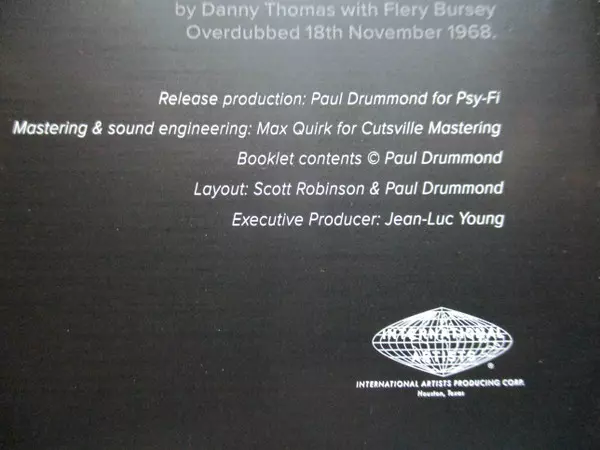 by Danny Thomas with Flery Bursey
Overdubbed 18th November 1968.
Release production: Paul Drummond for Psy-Fi
Mastering & sound engineering: Max Quirk for Cutsville Mastering
Booklet contents © Paul Drummond
Layout: Scott Robinson & Paul Drummond
Executive Producer: Jean-Luc Young
INTERNATIONAL
ARTISTS
®
INTERNATIONAL ARTISTS PRODUCING CORP.
Houston, Texas